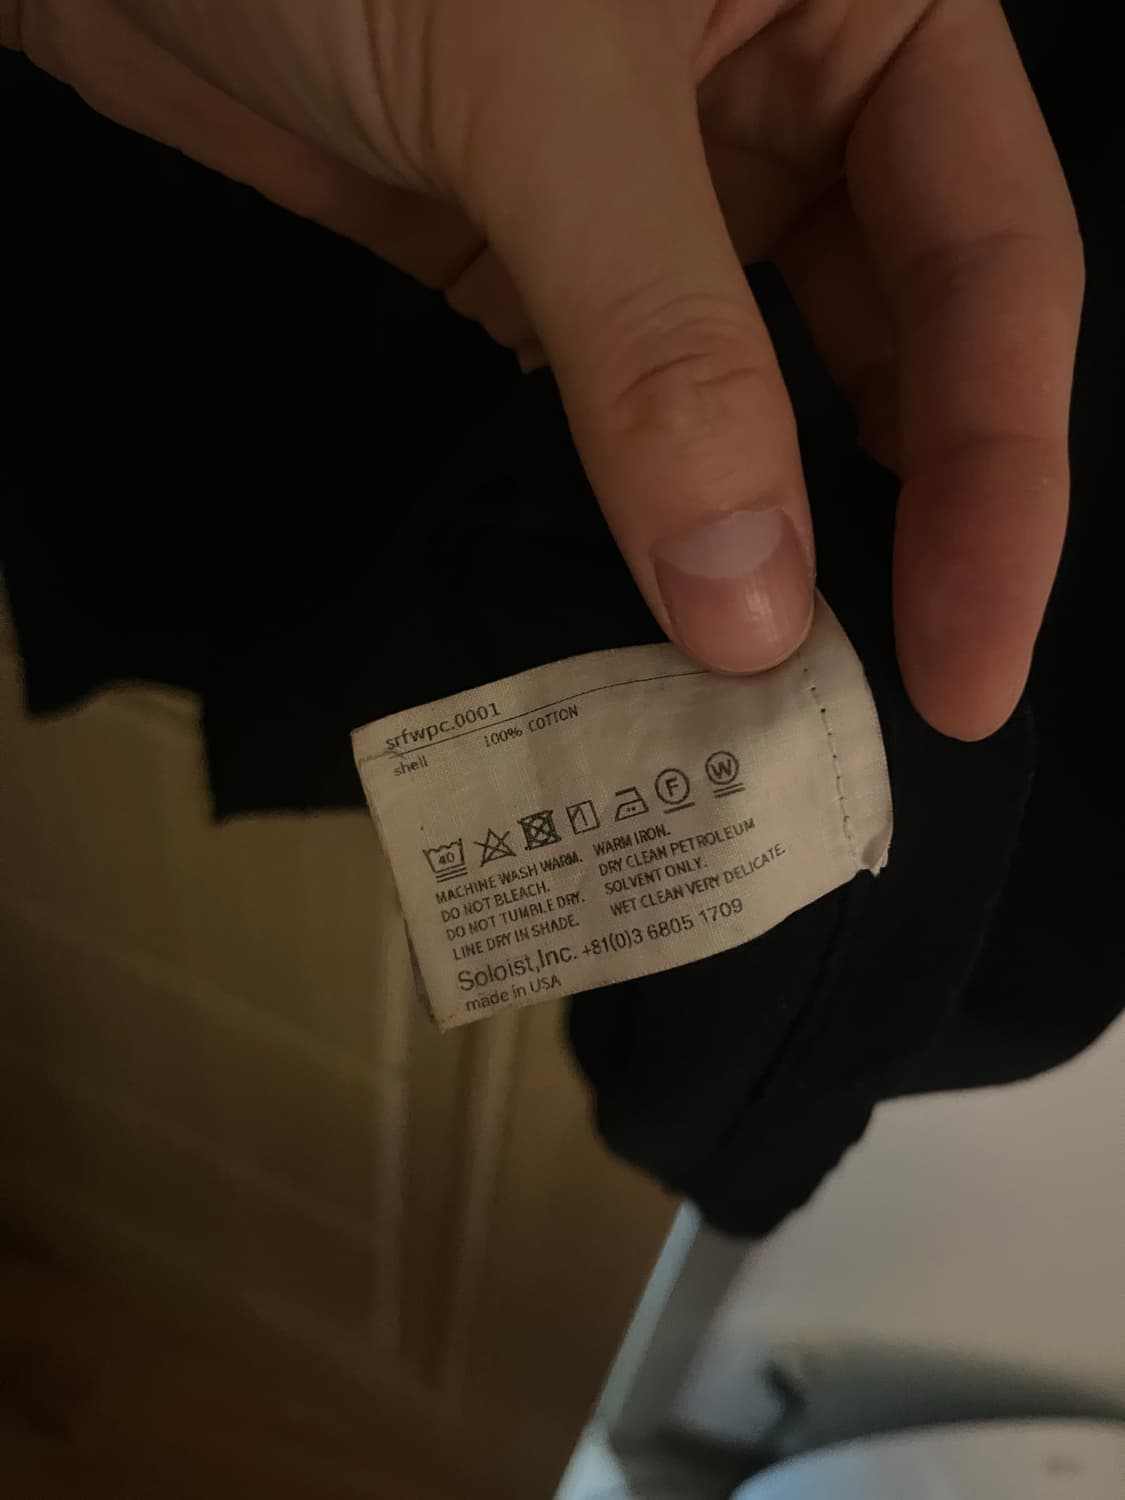 srfwpc.0001
shell 100% COTTON
40 F W
MACHINE WASH WARM. WARM IRON.
DO NOT BLEACH. DRY CLEAN PETROLEUM
DO NOT TUMBLE DRY. SOLVENT ONLY.
LINE DRY IN SHADE. WET CLEAN VERY DELICATE.
Soloist,Inc. +81(0)3 6805 1709
made in USA